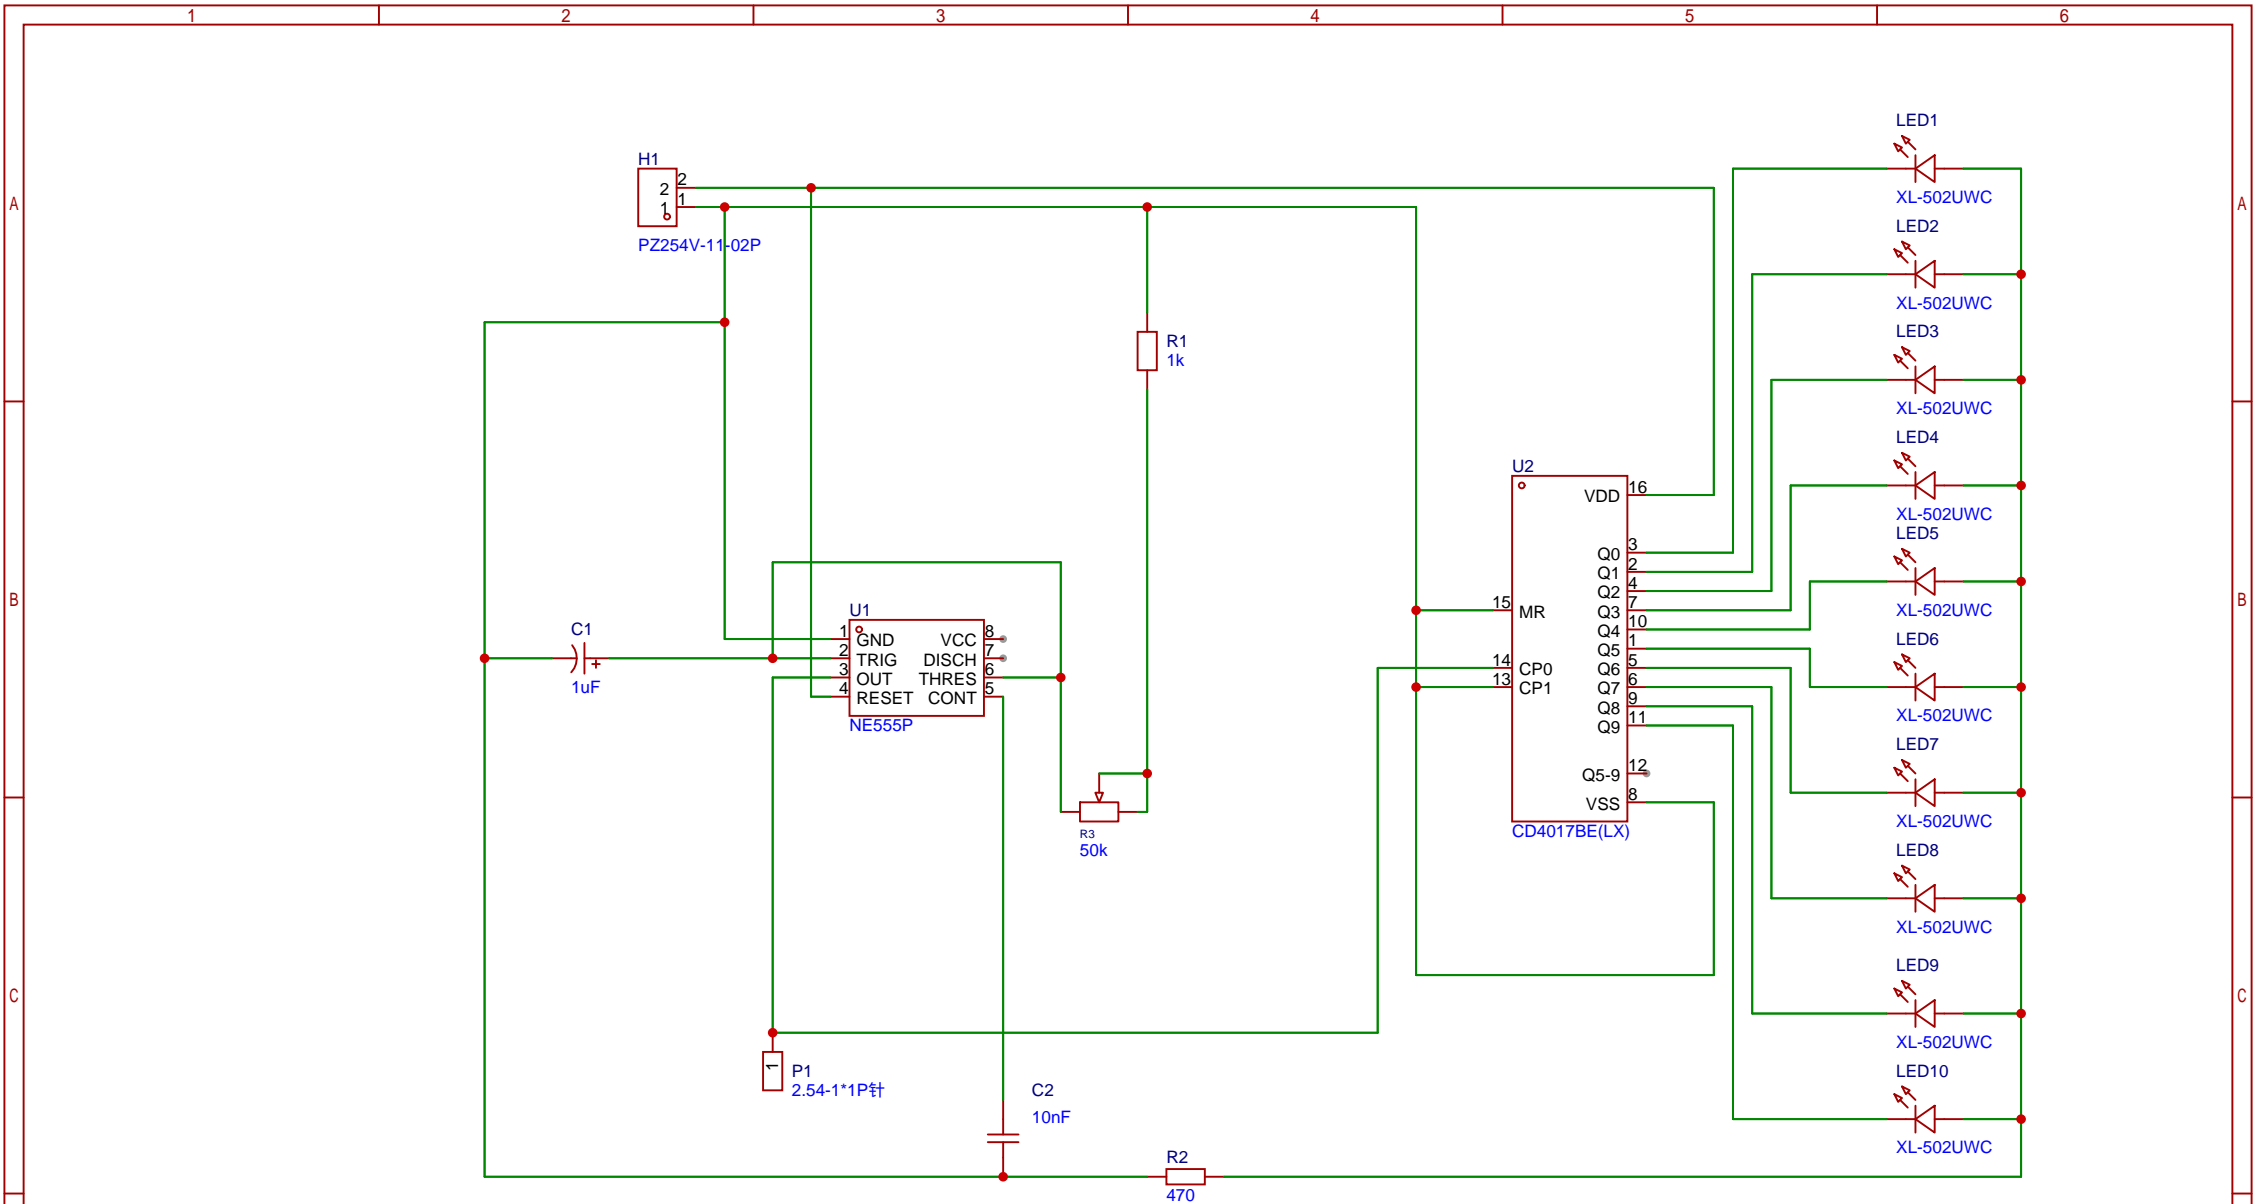 1 2 3 4 5 6
A A
B B
C C
H1
2 2
1 1
PZ254V-11-02P
R1
1k
C1
1uF
U1
1 GND VCC 8
2 TRIG DISCH 7
3 OUT THRES 6
4 RESET CONT 5
NE555P
R3
50k
P1
1
2.54-1*1P针
C2
10nF
R2
470
U2
VDD 16
Q0 3
Q1 2
Q2 4
15 MR Q3 7
Q4 10
Q5 1
14 CP0 Q6 5
13 CP1 Q7 6
Q8 9
Q9 11
Q5-9 12
VSS 8
CD4017BE(LX)
LED1
XL-502UWC
LED2
XL-502UWC
LED3
XL-502UWC
LED4
XL-502UWC
LED5
XL-502UWC
LED6
XL-502UWC
LED7
XL-502UWC
LED8
XL-502UWC
LED9
XL-502UWC
LED10
XL-502UWC